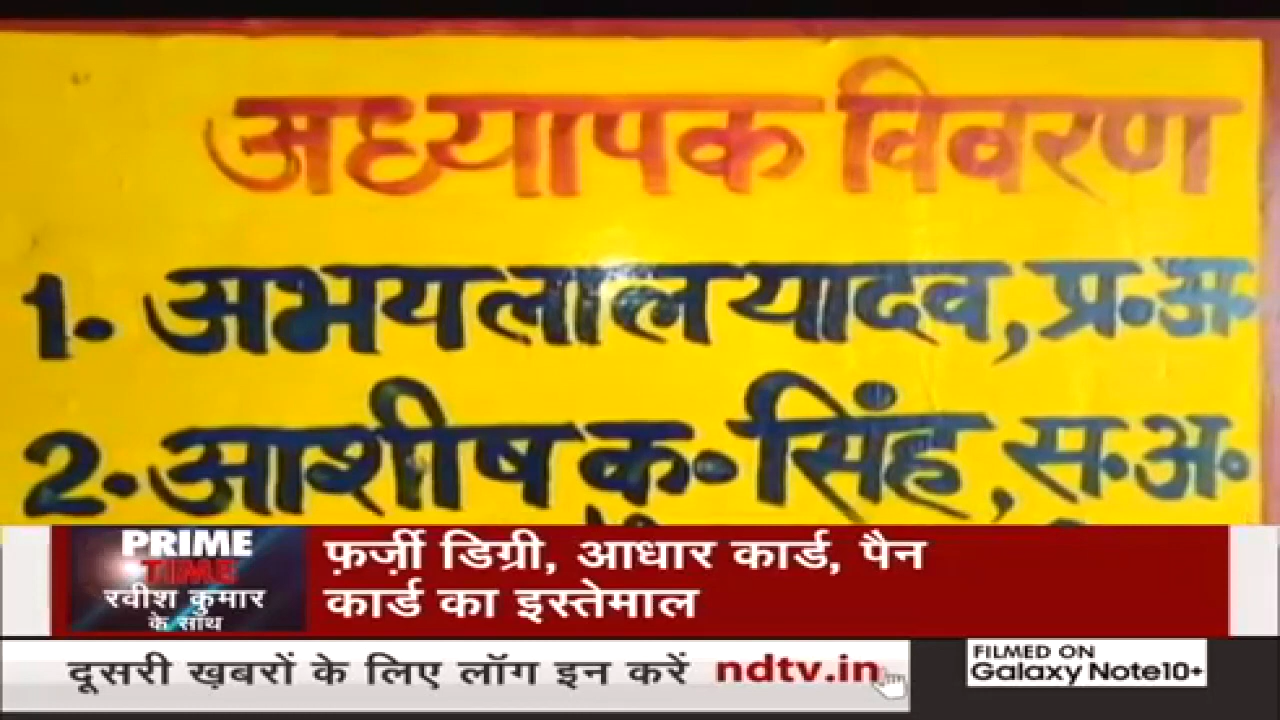 अध्यापक विवरण
1. अभयलाल यादव, प्र.अ.
2. आशीष कु. सिंह, स.अ.
PRIME
TIME
रवीश कुमार
के साथ
फ़र्ज़ी डिग्री, आधार कार्ड, पैन
कार्ड का इस्तेमाल
दूसरी ख़बरों के लिए लॉग इन करें ndtv.in
FILMED ON
Galaxy Note10+